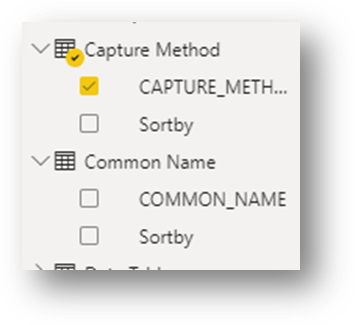 Capture Method
CAPTURE_METH...
Sortby
Common Name
COMMON_NAME
Sortby